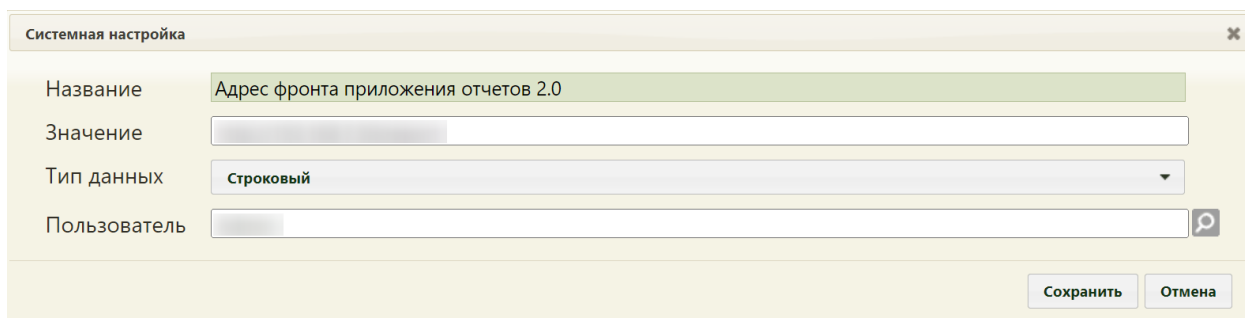 Системная настройка
Название
Адрес фронта приложения отчетов 2.0
Значение
Тип данных
Строковый
Пользователь
Сохранить
Отмена